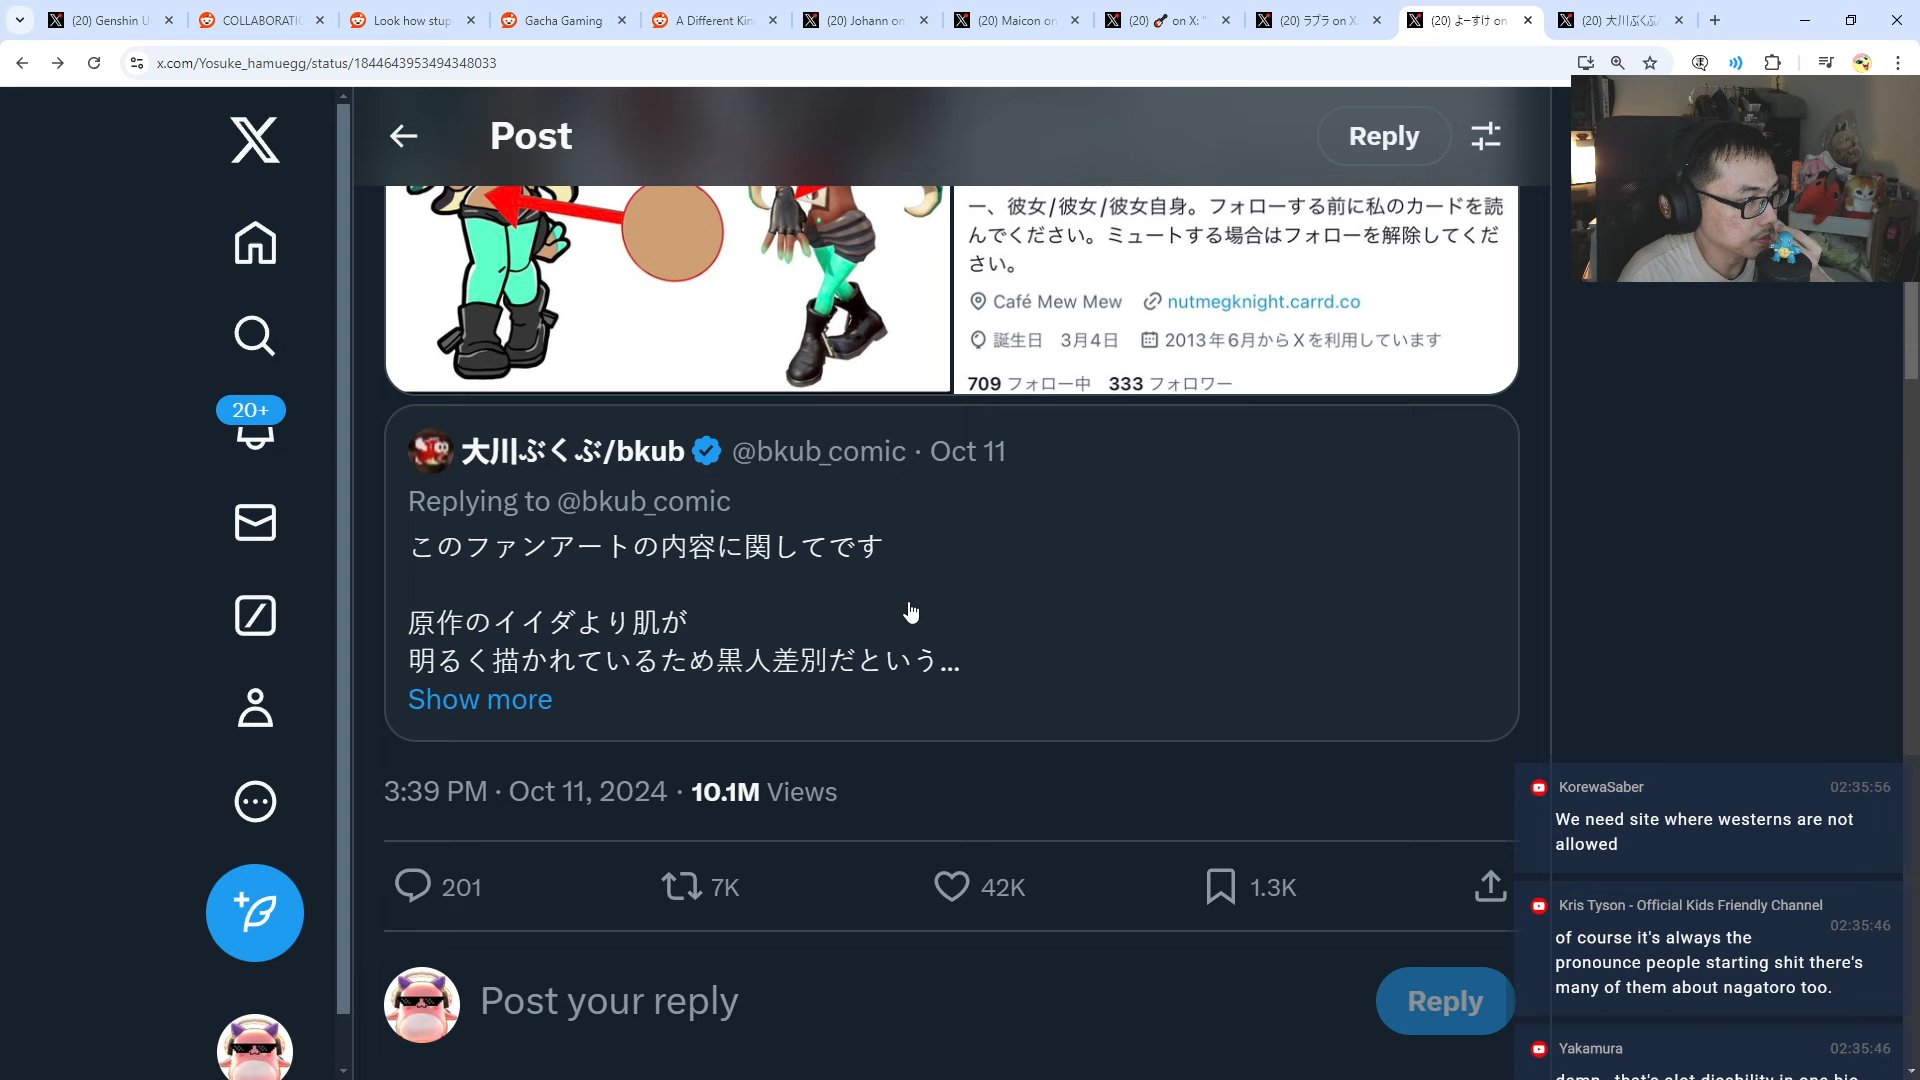 (20) Genshin U
COLLABORATIO
Look how stup
Gacha Gaming
A Different Kin
(20) Johann on
(20) Maicon on
(20) 🎸 on X: "
(20) ラプラ on X
(20) よーすけ on
(20) 大川ぶくぶ/
x.com/Yosuke_hamuegg/status/1844643953494348033
Post
Reply
20+
ー、彼女/彼女/彼女自身。フォローする前に私のカードを読
んでください。ミュートする場合はフォローを解除してくだ
さい。
Café Mew Mew nutmegknight.carrd.co
誕生日 3月4日 2013年6月からXを利用しています
709 フォロー中 333 フォロワー
大川ぶくぶ/bkub @bkub_comic · Oct 11
Replying to @bkub_comic
このファンアートの内容に関してです
原作のイイダより肌が
明るく描かれているため黒人差別だという...
Show more
3:39 PM · Oct 11, 2024 · 10.1M Views
201 7K 42K 1.3K
Post your reply
Reply
KorewaSaber 02:35:56
We need site where westerns are not
allowed
Kris Tyson - Official Kids Friendly Channel
02:35:46
of course it's always the
pronounce people starting shit there's
many of them about nagatoro too.
Yakamura 02:35:46
damn.. that's alot disability in one bio